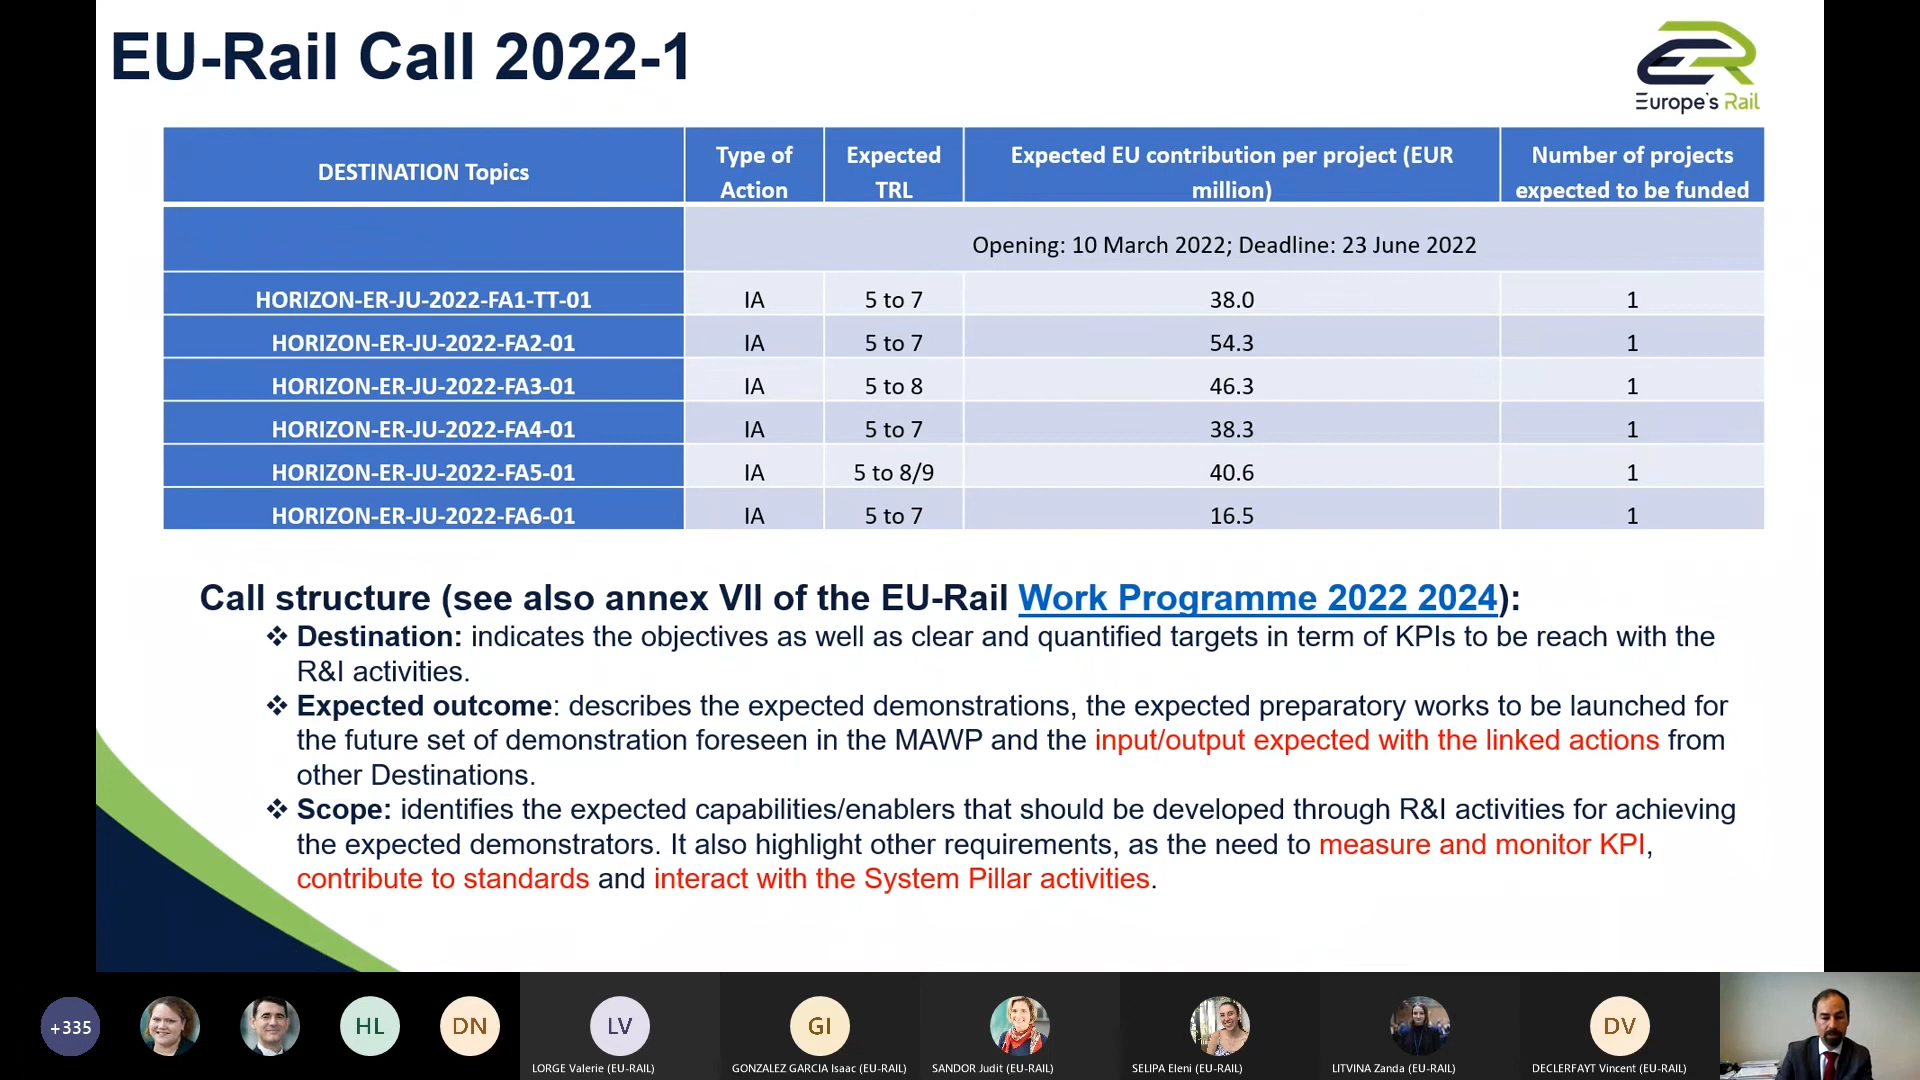 EU-Rail Call 2022-1
Europe's Rail
DESTINATION Topics
Type of Action
Expected TRL
Expected EU contribution per project (EUR million)
Number of projects expected to be funded
Opening: 10 March 2022; Deadline: 23 June 2022
HORIZON-ER-JU-2022-FA1-TT-01 IA 5 to 7 38.0 1
HORIZON-ER-JU-2022-FA2-01 IA 5 to 7 54.3 1
HORIZON-ER-JU-2022-FA3-01 IA 5 to 8 46.3 1
HORIZON-ER-JU-2022-FA4-01 IA 5 to 7 38.3 1
HORIZON-ER-JU-2022-FA5-01 IA 5 to 8/9 40.6 1
HORIZON-ER-JU-2022-FA6-01 IA 5 to 7 16.5 1
Call structure (see also annex VII of the EU-Rail Work Programme 2022 2024):
❖ Destination: indicates the objectives as well as clear and quantified targets in term of KPIs to be reach with the
R&I activities.
❖ Expected outcome: describes the expected demonstrations, the expected preparatory works to be launched for
the future set of demonstration foreseen in the MAWP and the input/output expected with the linked actions from
other Destinations.
❖ Scope: identifies the expected capabilities/enablers that should be developed through R&I activities for achieving
the expected demonstrators. It also highlight other requirements, as the need to measure and monitor KPI,
contribute to standards and interact with the System Pillar activities.
+335
HL
DN
LV
LORGE Valerie (EU-RAIL)
GI
GONZALEZ GARCIA Isaac (EU-RAIL)
SANDOR Judit (EU-RAIL)
SELIPA Eleni (EU-RAIL)
LITVINA Zanda (EU-RAIL)
DV
DECLERFAYT Vincent (EU-RAIL)